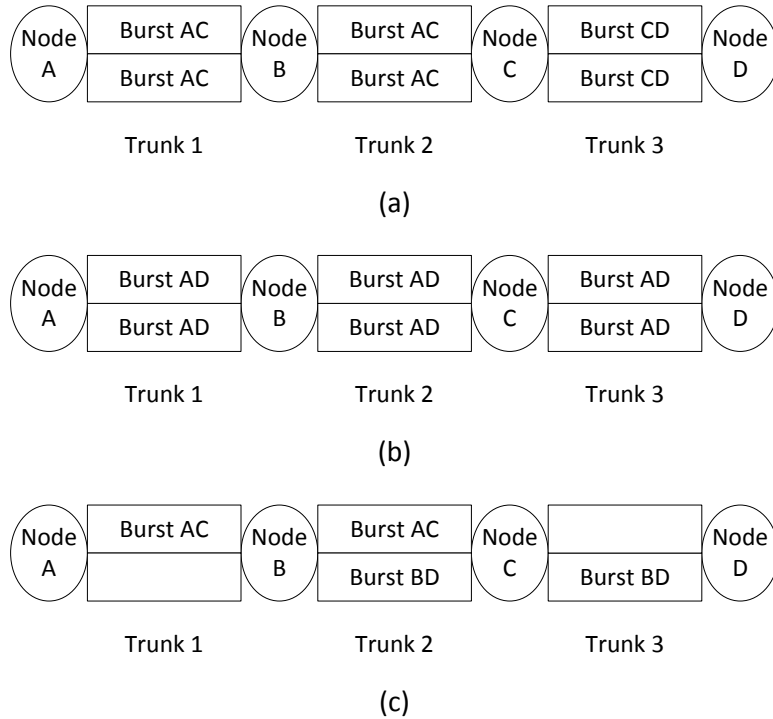 Node A Burst AC Node B Burst AC Node C Burst CD Node D
Burst AC Burst AC Burst CD
Trunk 1 Trunk 2 Trunk 3
(a)
Node A Burst AD Node B Burst AD Node C Burst AD Node D
Burst AD Burst AD Burst AD
Trunk 1 Trunk 2 Trunk 3
(b)
Node A Burst AC Node B Burst AC Node C Node D
Burst BD Burst BD
Trunk 1 Trunk 2 Trunk 3
(c)